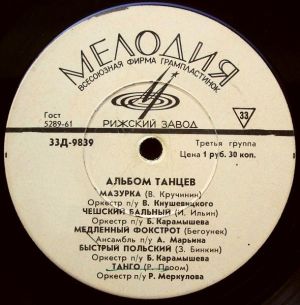 МЕЛОДИЯ
ВСЕСОЮЗНАЯ ФИРМА ГРАМПЛАСТИНОК
Гост
5289-61
РИЖСКИЙ ЗАВОД
33
33Д-9839
Третья группа
Цена 1 руб. 30 коп.
АЛЬБОМ ТАНЦЕВ
МАЗУРКА (В. Кручинин)
Оркестр п/у В. Кнушевицкого
ЧЕШСКИЙ БАЛЬНЫЙ (И. Ильин)
Оркестр п/у Б. Карамышева
МЕДЛЕННЫЙ ФОКСТРОТ (Бегоунек)
Ансамбль п/у А. Марьина
БЫСТРЫЙ ПОЛЬСКИЙ (З. Бинкин)
Оркестр п/у Б. Карамышева
ТАНГО (Р. Проом)
Оркестр п/у Р. Меркулова